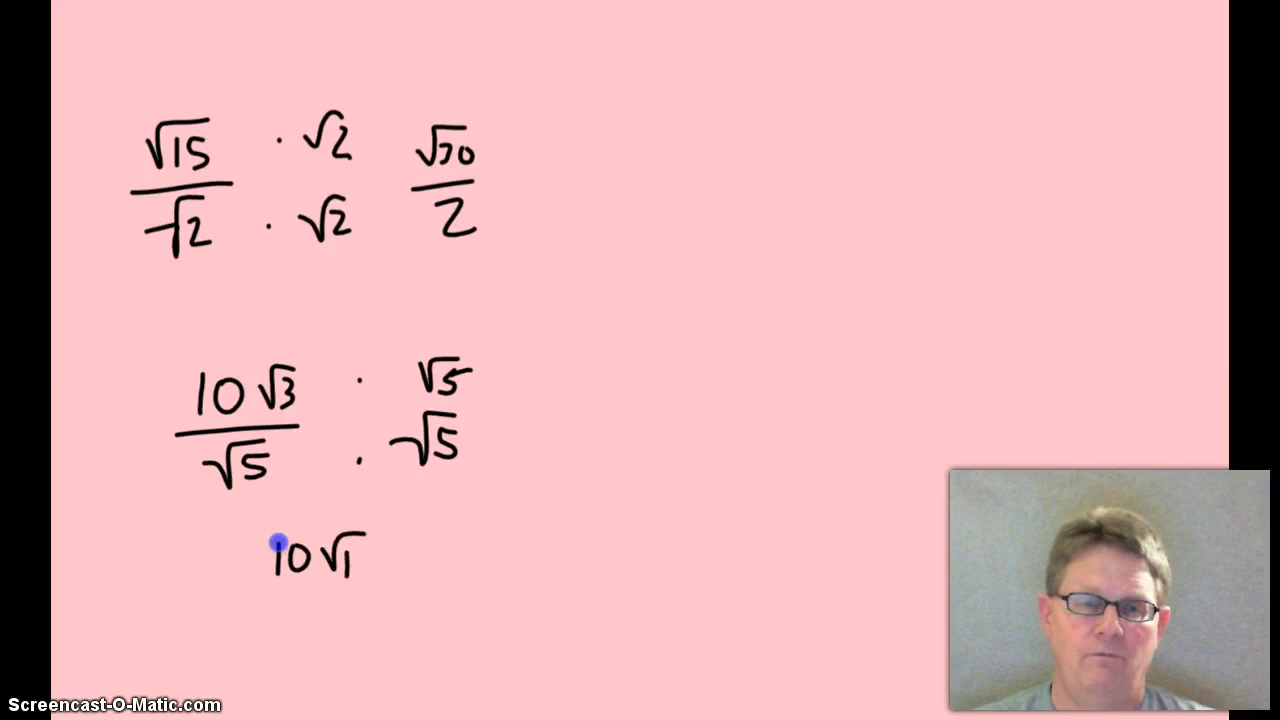 √15 · √2 √30
√2 · √2 2
10√3 · √5
√5 · √5
10√1
Screencast-O-Matic.com